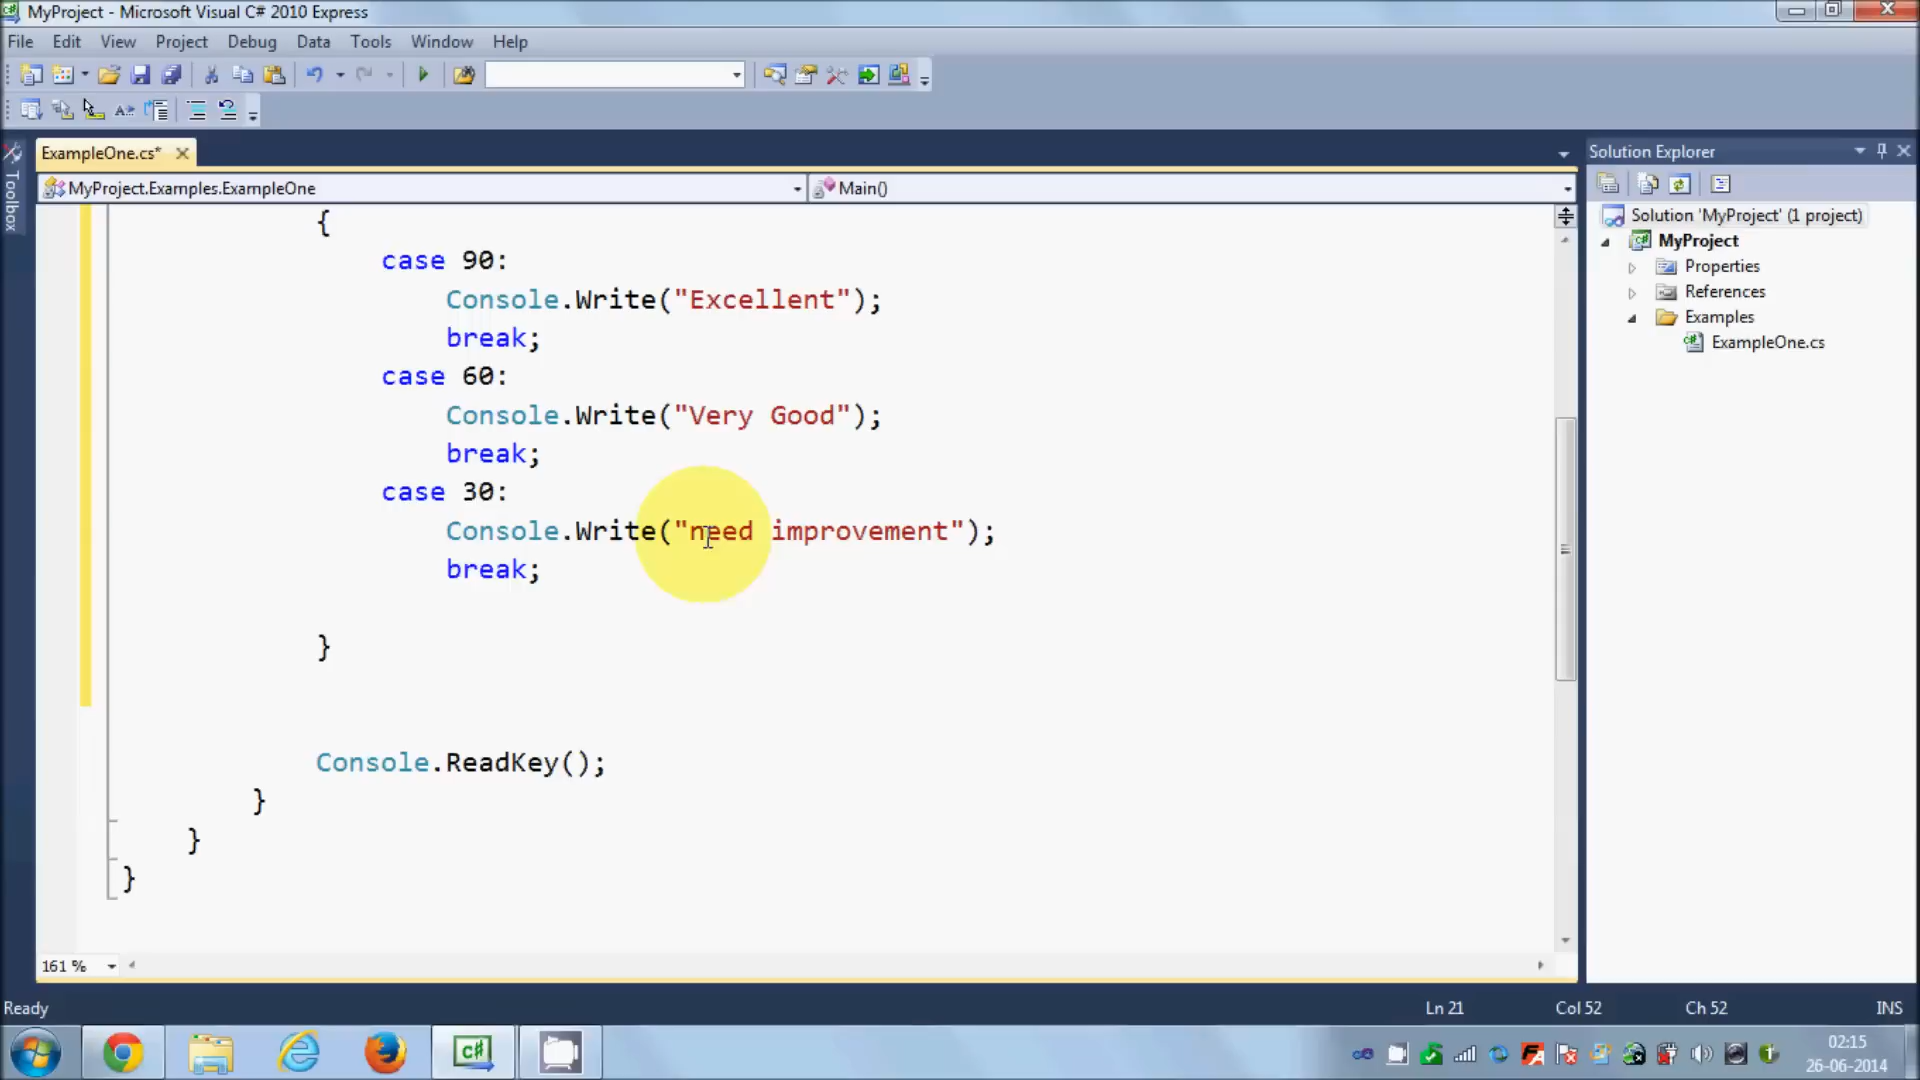 MyProject - Microsoft Visual C# 2010 Express
File Edit View Project Debug Data Tools Window Help
ExampleOne.cs*
Solution Explorer
Toolbox
MyProject.Examples.ExampleOne
Main()
Solution 'MyProject' (1 project)
MyProject
Properties
References
Examples
ExampleOne.cs
{
case 90:
Console.Write("Excellent");
break;
case 60:
Console.Write("Very Good");
break;
case 30:
Console.Write("need improvement");
break;
}
Console.ReadKey();
}
}
}
161 %
Ready
Ln 21 Col 52 Ch 52 INS
02:15
26-06-2014